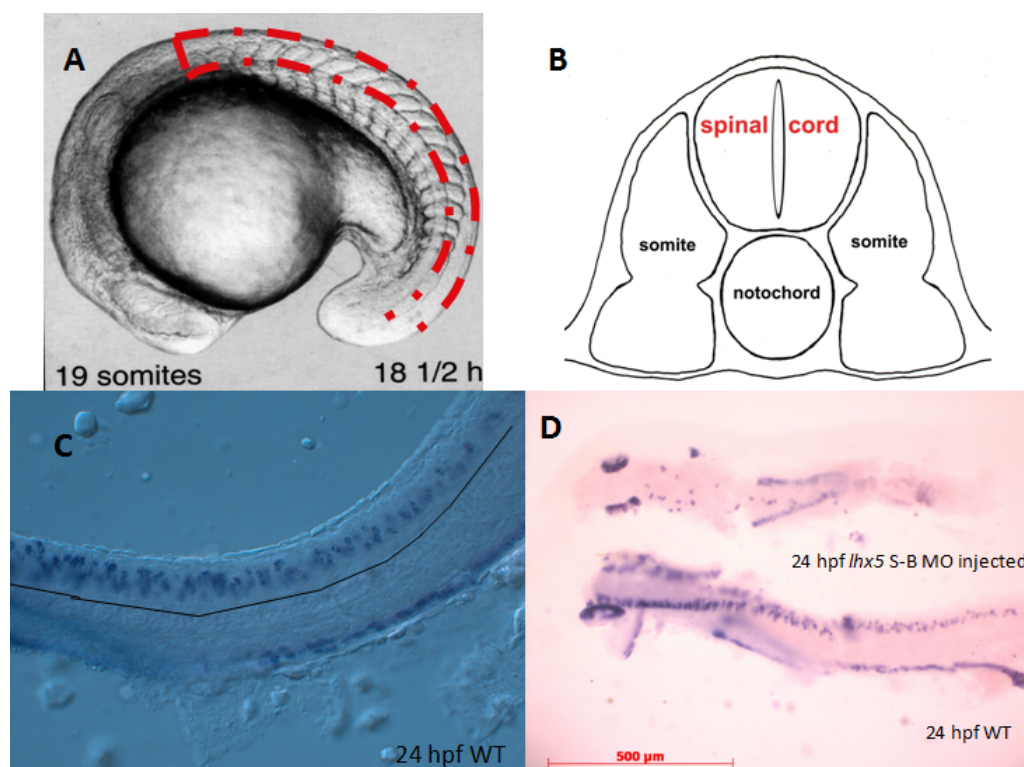 A
B
19 somites
18 1/2 h
spinal cord
somite
somite
notochord
C
24 hpf WT
D
24 hpf lhx5 S-B MO injected
24 hpf WT
500 µm